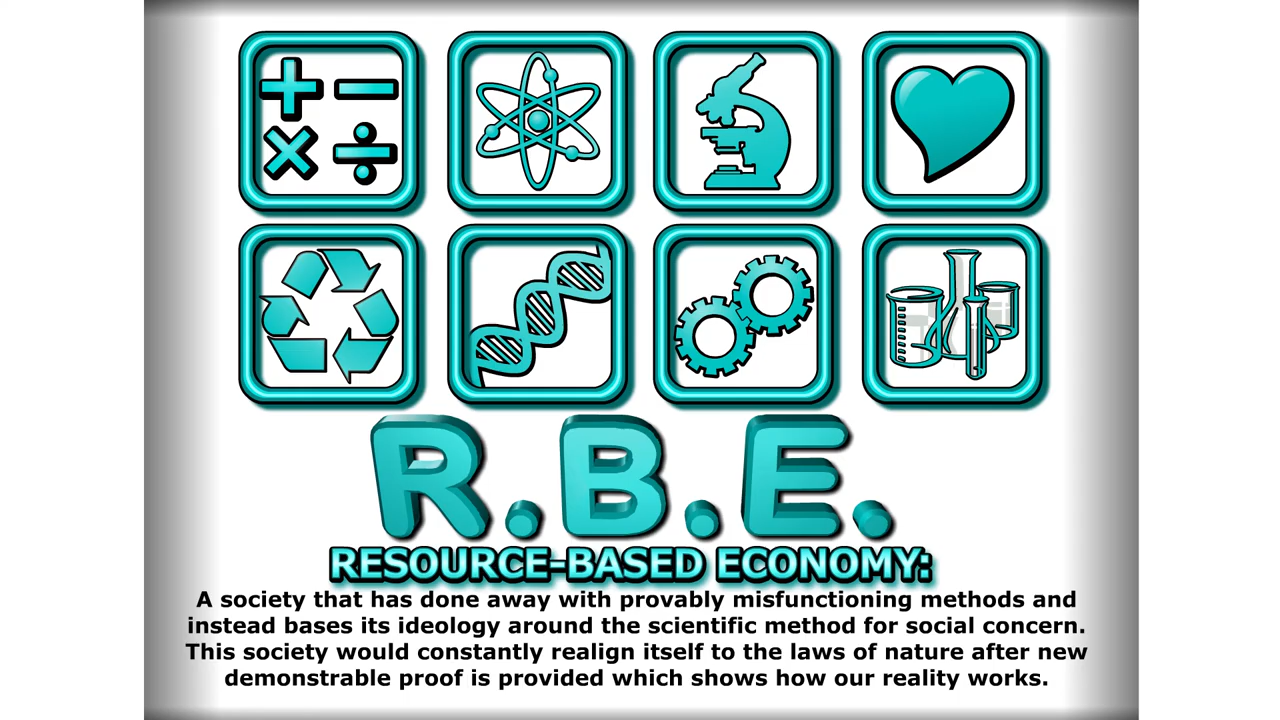 R.B.E.
RESOURCE-BASED ECONOMY:
A society that has done away with provably misfunctioning methods and
instead bases its ideology around the scientific method for social concern.
This society would constantly realign itself to the laws of nature after new
demonstrable proof is provided which shows how our reality works.